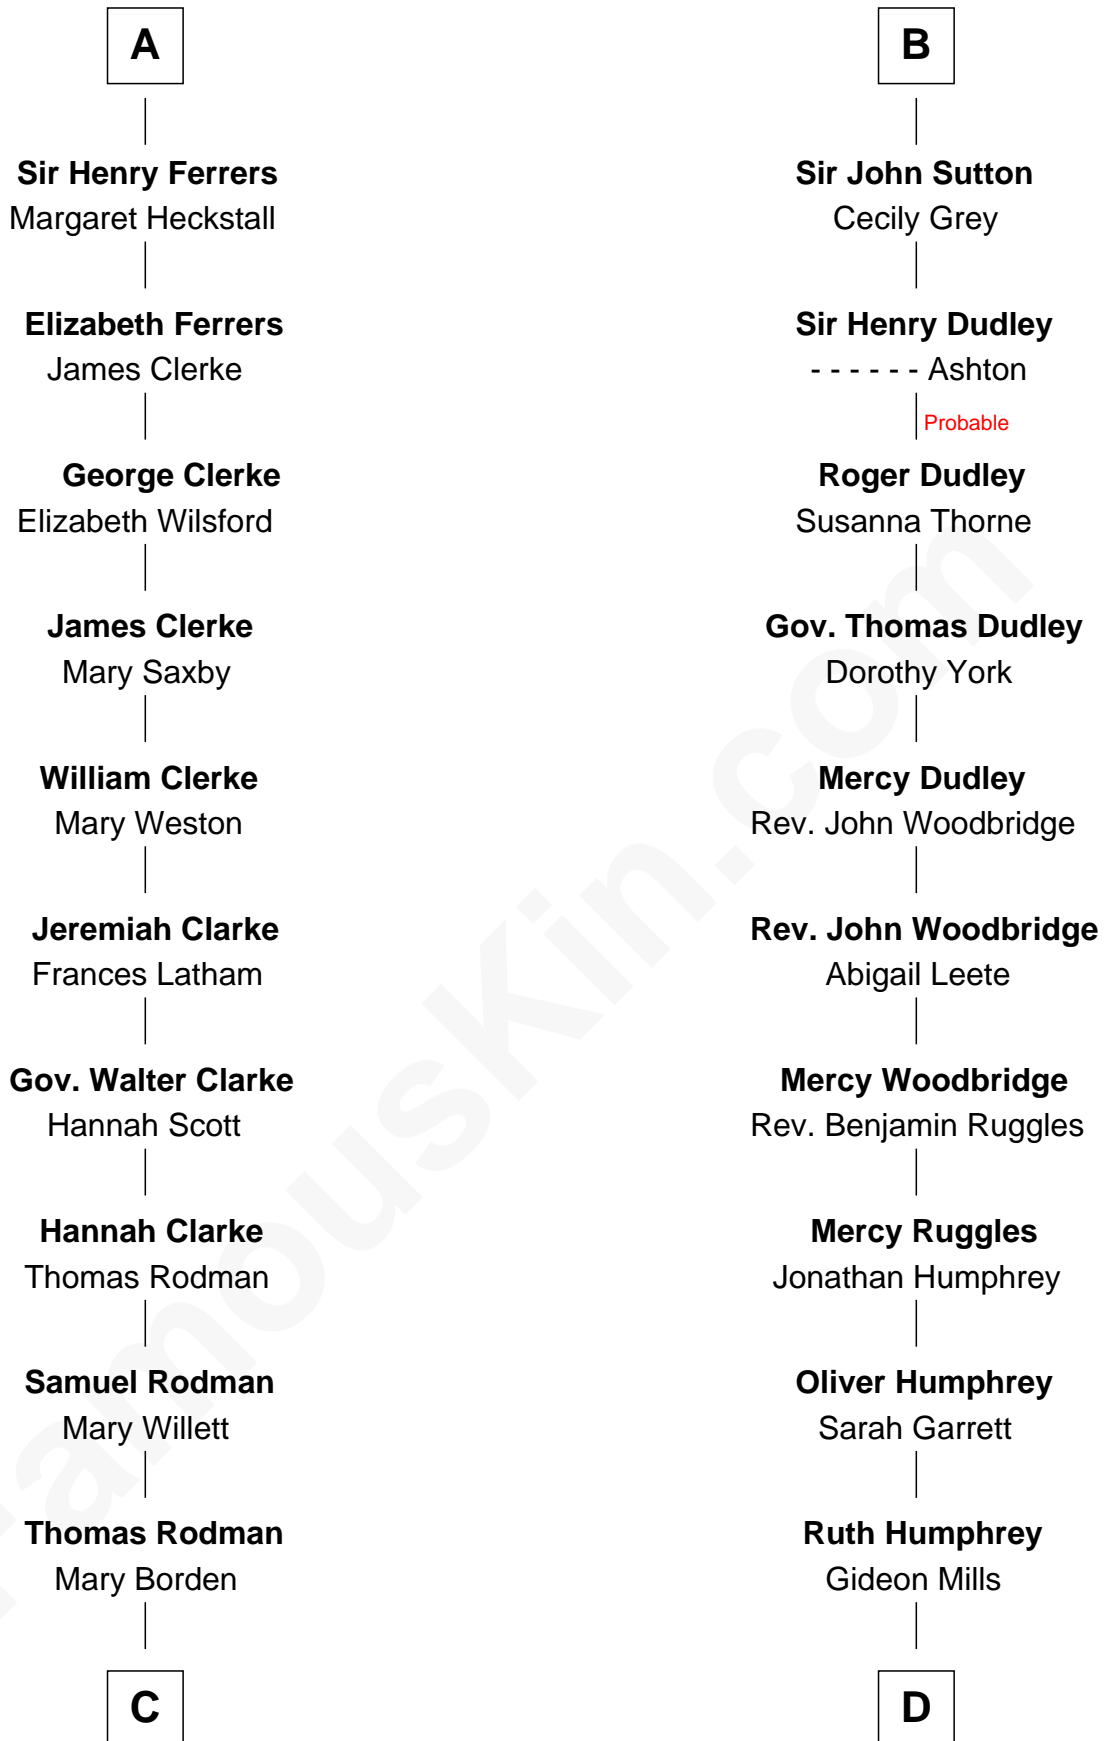 A
Sir Henry Ferrers
Margaret Heckstall
Elizabeth Ferrers
James Clerke
George Clerke
Elizabeth Wilsford
James Clerke
Mary Saxby
William Clerke
Mary Weston
Jeremiah Clarke
Frances Latham
Gov. Walter Clarke
Hannah Scott
Hannah Clarke
Thomas Rodman
Samuel Rodman
Mary Willett
Thomas Rodman
Mary Borden
C
B
Sir John Sutton
Cecily Grey
Sir Henry Dudley
- - - - - - Ashton
Probable
Roger Dudley
Susanna Thorne
Gov. Thomas Dudley
Dorothy York
Mercy Dudley
Rev. John Woodbridge
Rev. John Woodbridge
Abigail Leete
Mercy Woodbridge
Rev. Benjamin Ruggles
Mercy Ruggles
Jonathan Humphrey
Oliver Humphrey
Sarah Garrett
Ruth Humphrey
Gideon Mills
D
FamousKin.com